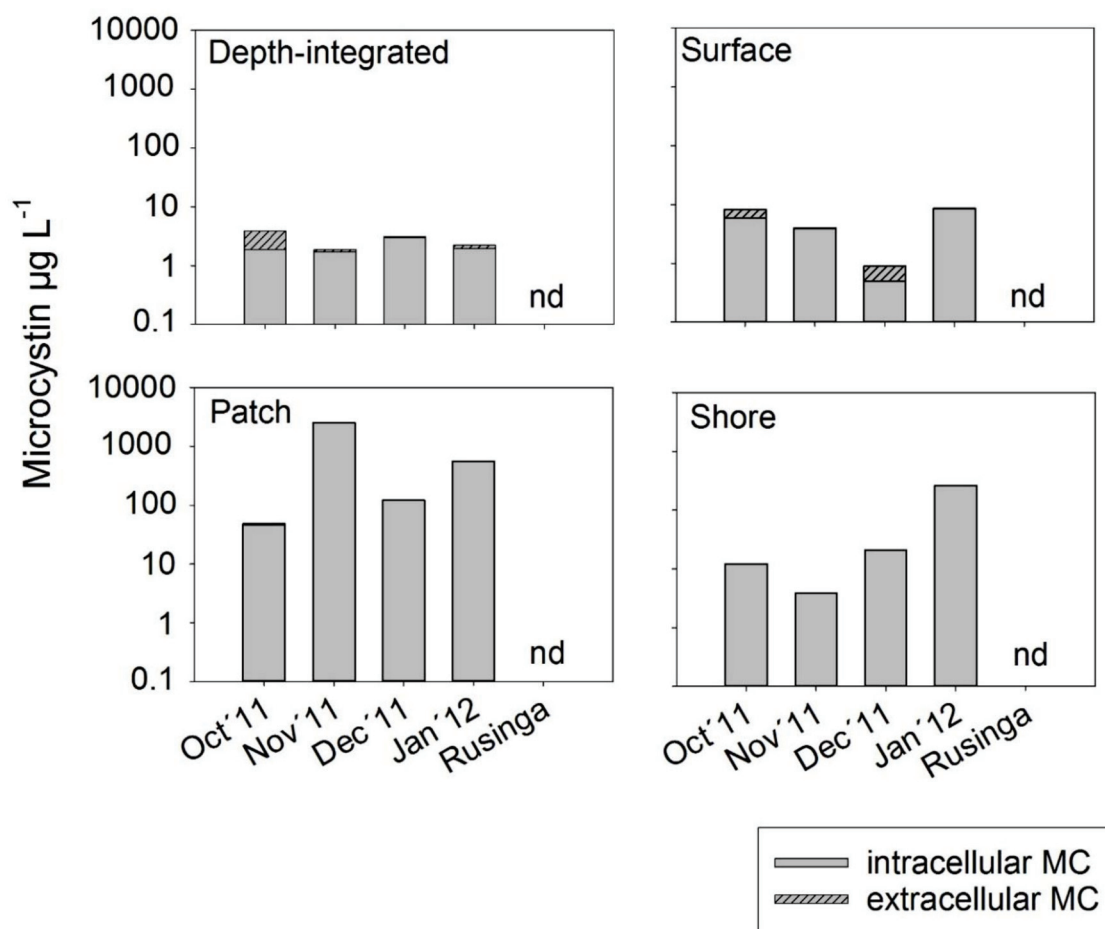 Microcystin µg L-1
Depth-integrated
10000
1000
100
10
1
0.1
nd
Surface
nd
Patch
10000
1000
100
10
1
0.1
nd
Oct´11
Nov´11
Dec´11
Jan´12
Rusinga
Shore
nd
Oct´11
Nov´11
Dec´11
Jan´12
Rusinga
intracellular MC
extracellular MC